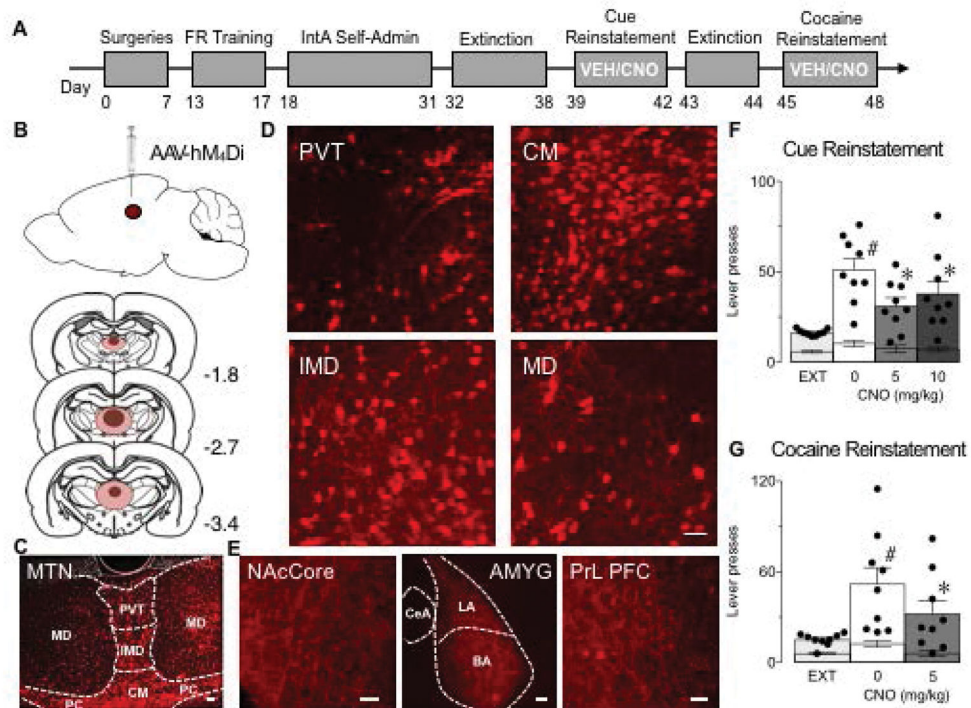 A
Surgeries
FR Training
IntA Self-Admin
Extinction
Cue
Reinstatement
VEH/CNO
Extinction
Cocaine
Reinstatement
VEH/CNO
Day
0 7 13 17 18 31 32 38 39 42 43 44 45 48
B
AAV-hM₄Di
-1.8
-2.7
-3.4
C
MTN
MD
PVT
MD
IMD
PC
CM
PC
D
PVT
CM
IMD
MD
E
NAcCore
AMYG
CeA
LA
BA
PrL PFC
F
Cue Reinstatement
Lever presses
100
50
0
#
*
*
EXT 0 5 10
CNO (mg/kg)
G
Cocaine Reinstatement
Lever presses
120
60
0
#
*
EXT 0 5
CNO (mg/kg)